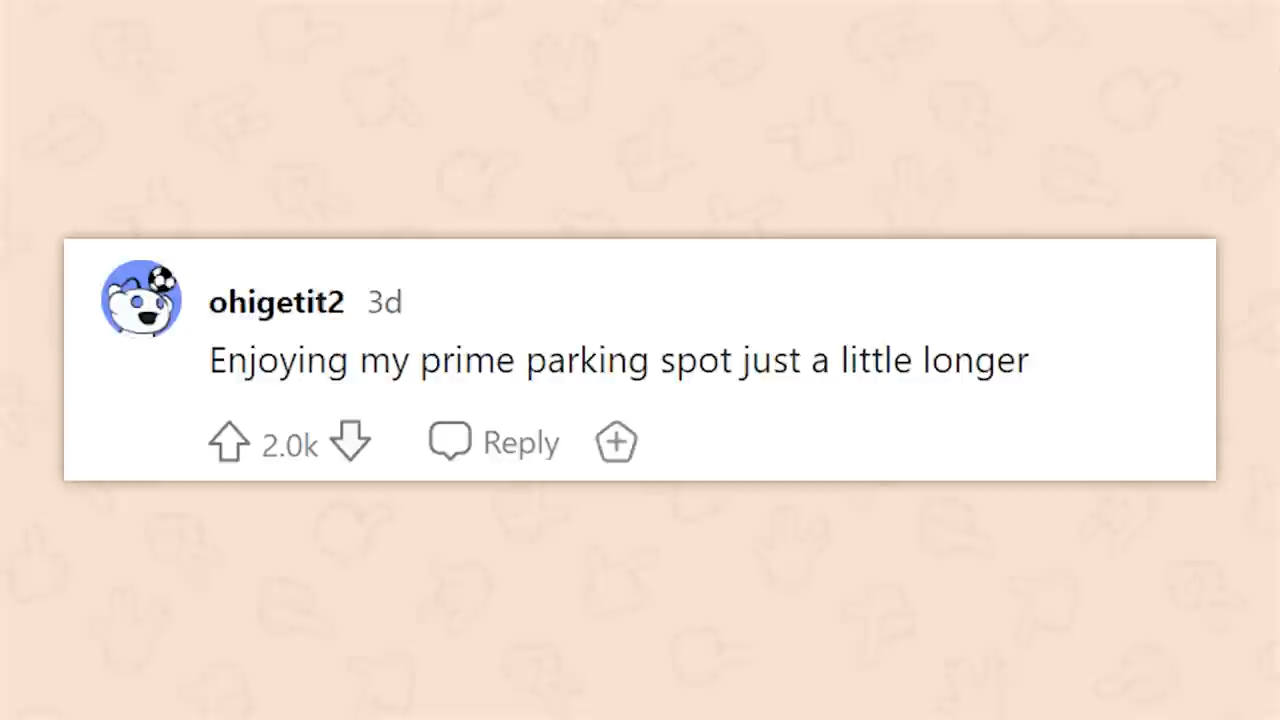 ohigetit2 3d
Enjoying my prime parking spot just a little longer
2.0k Reply